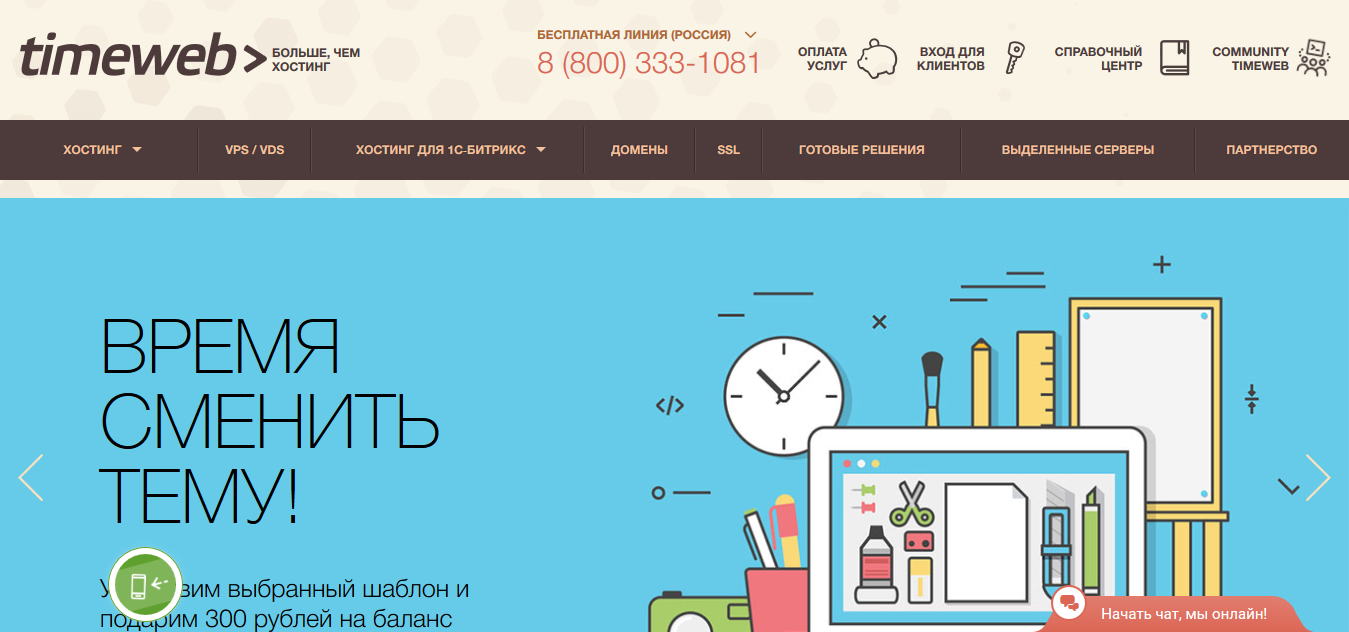 timeweb>
БОЛЬШЕ, ЧЕМ
ХОСТИНГ
БЕСПЛАТНАЯ ЛИНИЯ (РОССИЯ)
8 (800) 333-1081
ОПЛАТА
УСЛУГ
ВХОД ДЛЯ
КЛИЕНТОВ
СПРАВОЧНЫЙ
ЦЕНТР
COMMUNITY
TIMEWEB
ХОСТИНГ
VPS / VDS
ХОСТИНГ ДЛЯ 1С-БИТРИКС
ДОМЕНЫ
SSL
ГОТОВЫЕ РЕШЕНИЯ
ВЫДЕЛЕННЫЕ СЕРВЕРЫ
ПАРТНЕРСТВО
ВРЕМЯ
СМЕНИТЬ
ТЕМУ!
</>
выбранный шаблон и
подарим 300 рублей на баланс
Начать чат, мы онлайн!